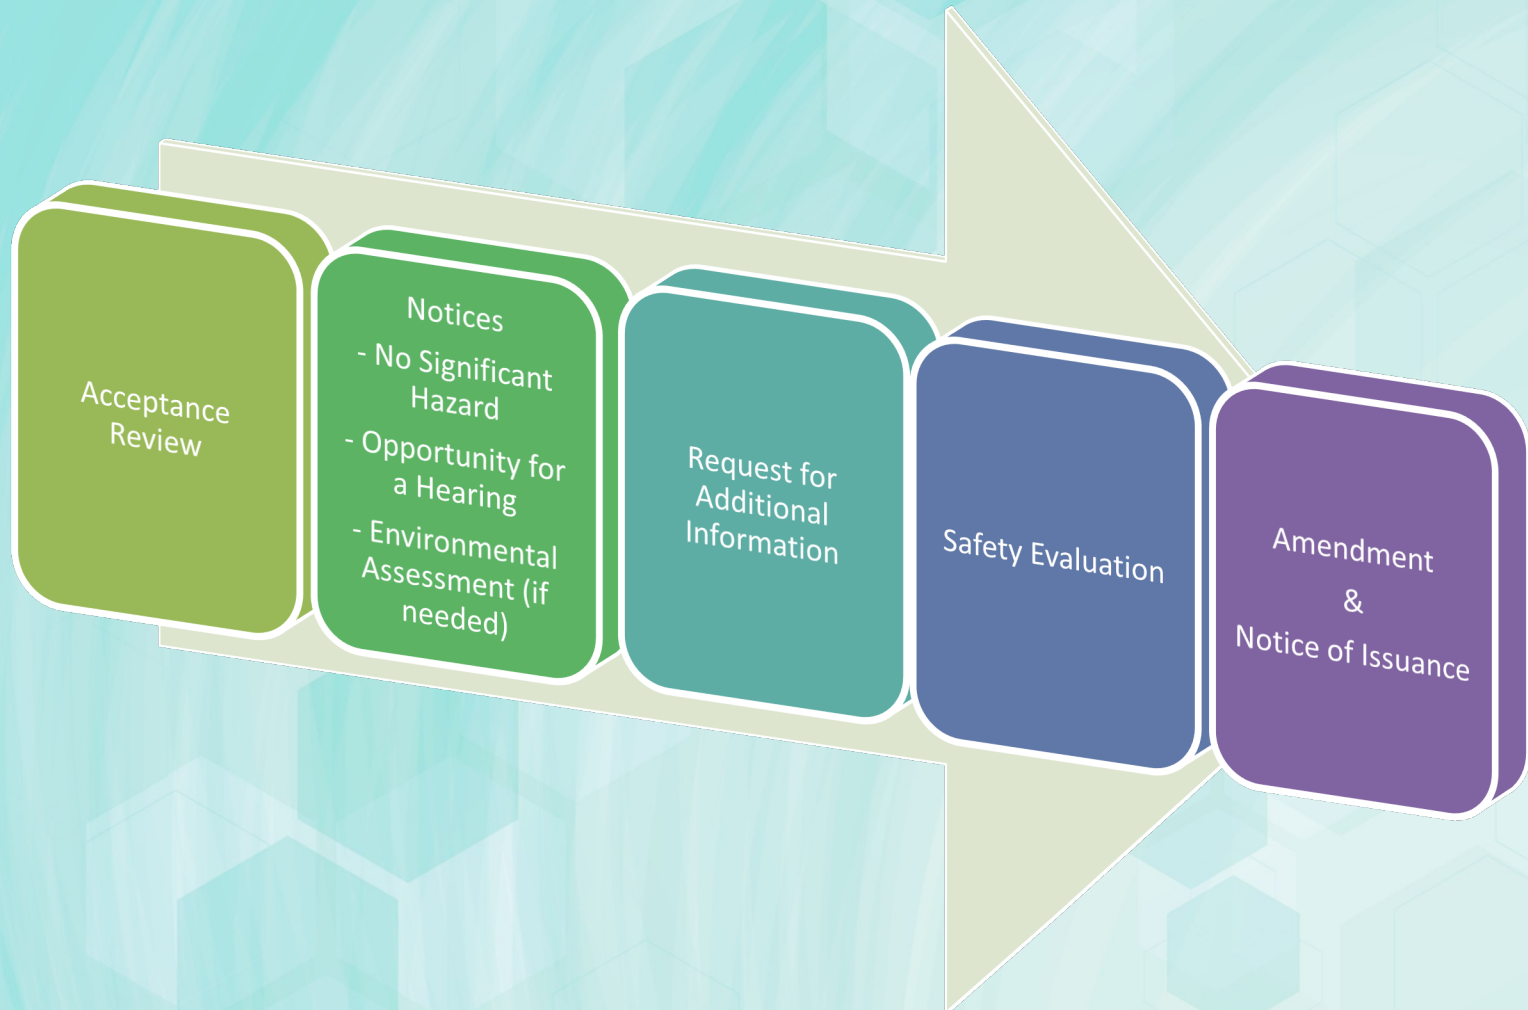 Acceptance
Review
Notices
- No Significant
Hazard
- Opportunity for
a Hearing
- Environmental
Assessment (if
needed)
Request for
Additional
Information
Safety Evaluation
Amendment
&
Notice of Issuance